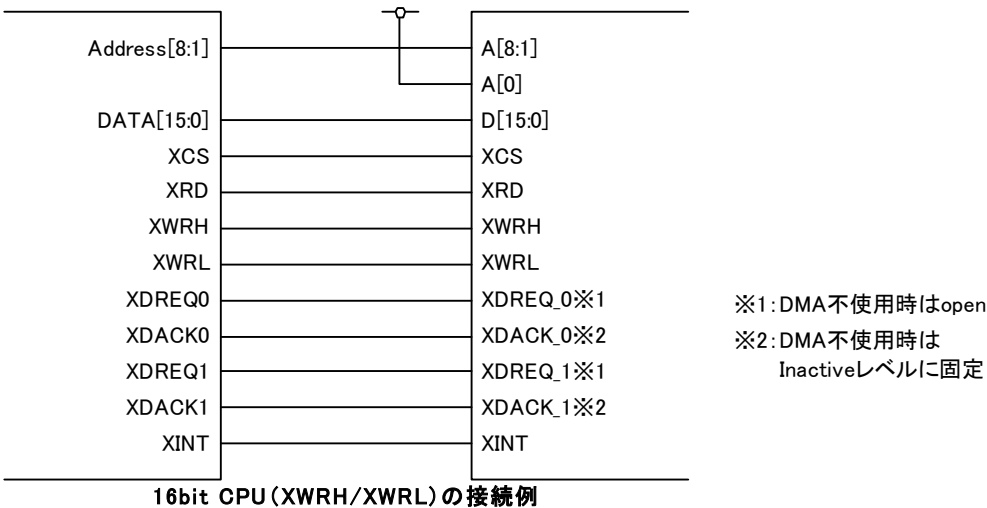 Address[8:1] A[8:1]
A[0]
DATA[15:0] D[15:0]
XCS XCS
XRD XRD
XWRH XWRH
XWRL XWRL
XDREQ0 XDREQ_0※1
XDACK0 XDACK_0※2
XDREQ1 XDREQ_1※1
XDACK1 XDACK_1※2
XINT XINT
※1:DMA不使用時はopen
※2:DMA不使用時は
Inactiveレベルに固定
16bit CPU(XWRH/XWRL)の接続例